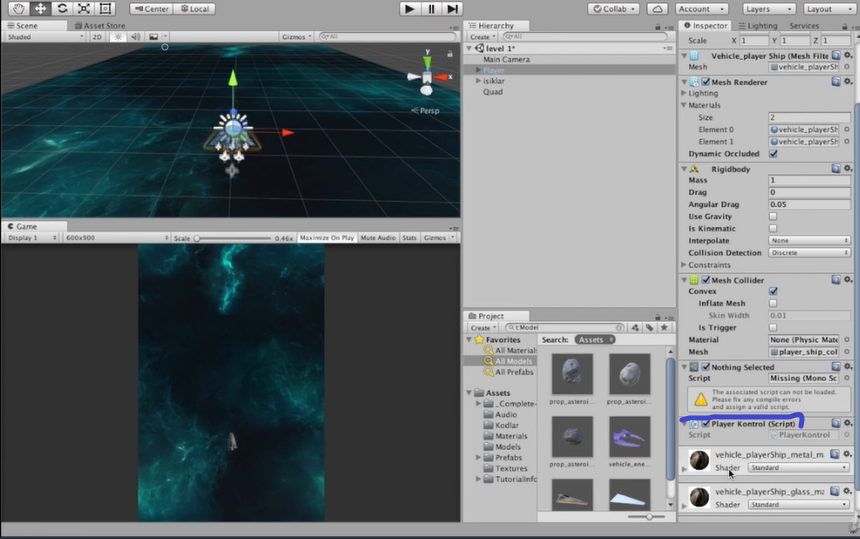 Center Local
Collab Account Layers Layout
Scene Asset Store
Shaded 2D Gizmos All
y
x
Persp
Game
Display 1 600x900 Scale 0.46x Maximize On Play Mute Audio Stats Gizmos
Hierarchy
Create All
level 1*
Main Camera
Player
isiklar
Quad
Project
Create t:Model
Favorites
All Materials
All Models
All Prefabs
Assets
_Complete-
Audio
Kodlar
Materials
Models
Prefabs
Textures
TutorialInfo
Search: Assets
prop_asteroi... prop_asteroi...
prop_asteroi... vehicle_ene...
Inspector Lighting Services
Scale X 1 Y 1 Z 1
Vehicle_player Ship (Mesh Filte
Mesh vehicle_playerSh
Mesh Renderer
Lighting
Materials
Size 2
Element 0 vehicle_playerSh
Element 1 vehicle_playerSh
Dynamic Occluded
Rigidbody
Mass 1
Drag 0
Angular Drag 0.05
Use Gravity
Is Kinematic
Interpolate None
Collision Detection Discrete
Constraints
Mesh Collider
Convex
Inflate Mesh
Skin Width 0.01
Is Trigger
Material None (Physic Mate
Mesh player_ship_col
Nothing Selected
Script Missing (Mono Sc
The associated script can not be loaded.
Please fix any compile errors
and assign a valid script.
Player Kontrol (Script)
Script PlayerKontrol
vehicle_playerShip_metal_m
Shader Standard
vehicle_playerShip_glass_ma
Shader Standard